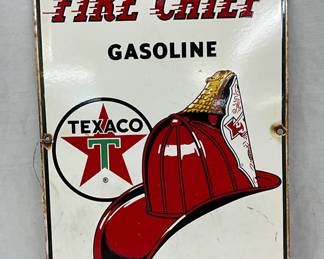 FIRE CHIEF
GASOLINE
TEXACO
T
®